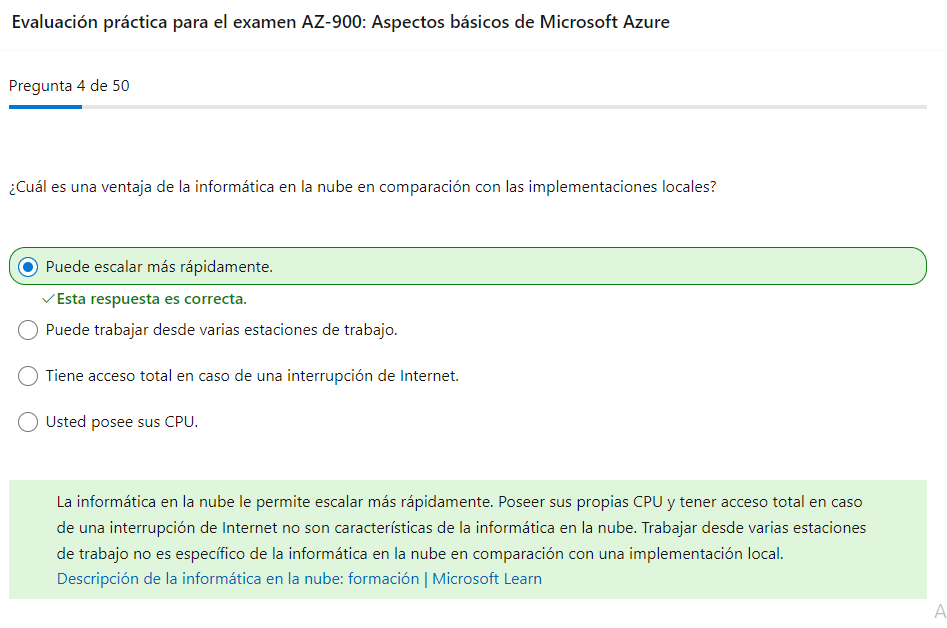 Evaluación práctica para el examen AZ-900: Aspectos básicos de Microsoft Azure
Pregunta 4 de 50
¿Cuál es una ventaja de la informática en la nube en comparación con las implementaciones locales?
Puede escalar más rápidamente.
Esta respuesta es correcta.
Puede trabajar desde varias estaciones de trabajo.
Tiene acceso total en caso de una interrupción de Internet.
Usted posee sus CPU.
La informática en la nube le permite escalar más rápidamente. Poseer sus propias CPU y tener acceso total en caso
de una interrupción de Internet no son características de la informática en la nube. Trabajar desde varias estaciones
de trabajo no es específico de la informática en la nube en comparación con una implementación local.
Descripción de la informática en la nube: formación | Microsoft Learn
A